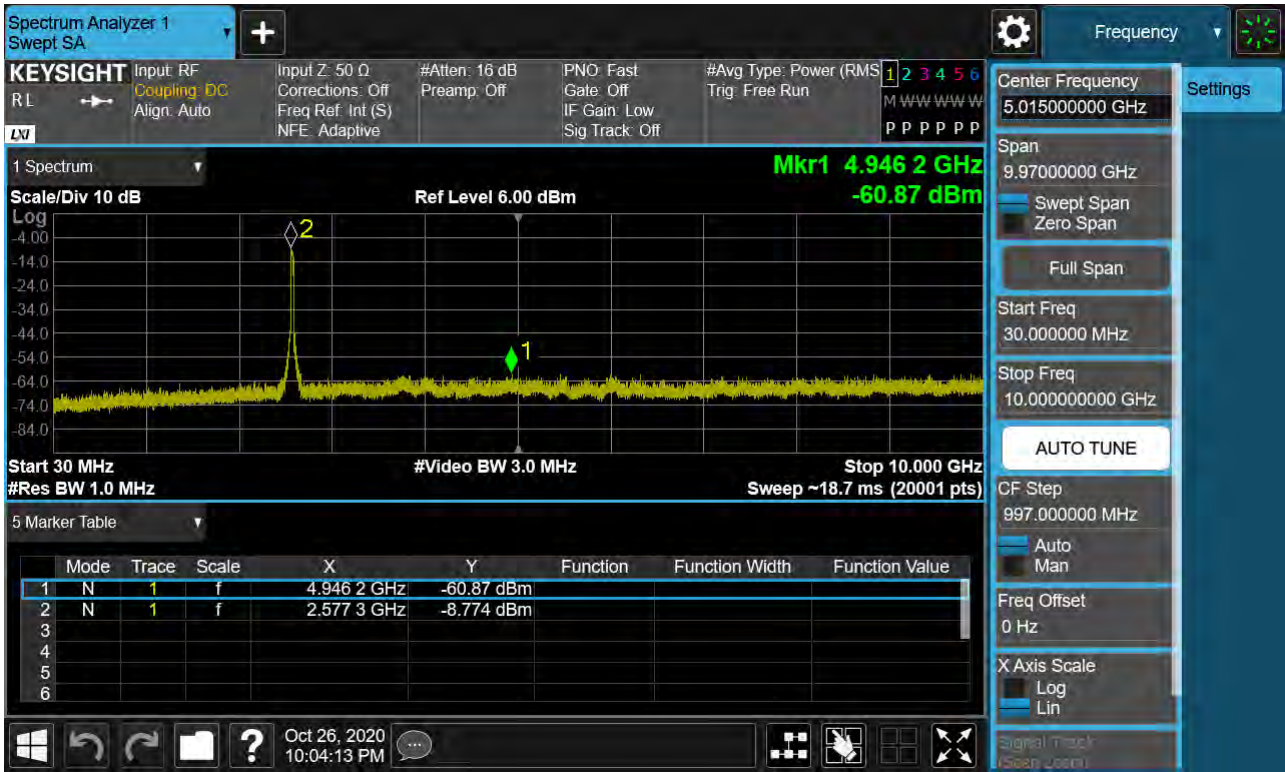 Spectrum Analyzer 1
Swept SA
+
Frequency
KEYSIGHT
RL
LXI
Input: RF
Coupling: DC
Align: Auto
Input Z: 50 Ω
Corrections: Off
Freq Ref: Int (S)
NFE: Adaptive
#Atten: 16 dB
Preamp: Off
PNO: Fast
Gate: Off
IF Gain: Low
Sig Track: Off
#Avg Type: Power (RMS
Trig: Free Run
1 2 3 4 5 6
M W W W W W
P P P P P P
1 Spectrum
Mkr1 4.946 2 GHz
-60.87 dBm
Scale/Div 10 dB
Ref Level 6.00 dBm
Log
-4.00
-14.0
-24.0
-34.0
-44.0
-54.0
-64.0
-74.0
-84.0
2
1
Start 30 MHz
#Video BW 3.0 MHz
Stop 10.000 GHz
#Res BW 1.0 MHz
Sweep ~18.7 ms (20001 pts)
5 Marker Table
Mode Trace Scale X Y Function Function Width Function Value
1 N 1 f 4.946 2 GHz -60.87 dBm
2 N 1 f 2.577 3 GHz -8.774 dBm
3
4
5
6
?
Oct 26, 2020
10:04:13 PM
Center Frequency
5.015000000 GHz
Settings
Span
9.97000000 GHz
Swept Span
Zero Span
Full Span
Start Freq
30.000000 MHz
Stop Freq
10.000000000 GHz
AUTO TUNE
CF Step
997.000000 MHz
Auto
Man
Freq Offset
0 Hz
X Axis Scale
Log
Lin
Signal Track
(Span Zoom)